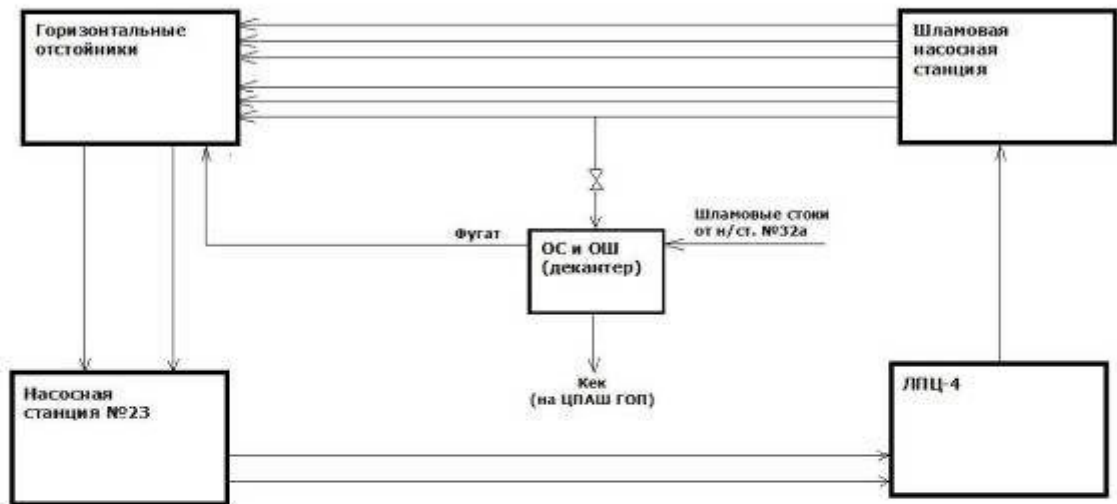 Горизонтальные
отстойники
Шламовая
насосная
станция
Шламовые стоки
от н/ст. №32а
Фугат
ОС и ОШ
(декантер)
Кек
(на ЦПАШ ГОП)
Насосная
станция №23
ЛПЦ-4